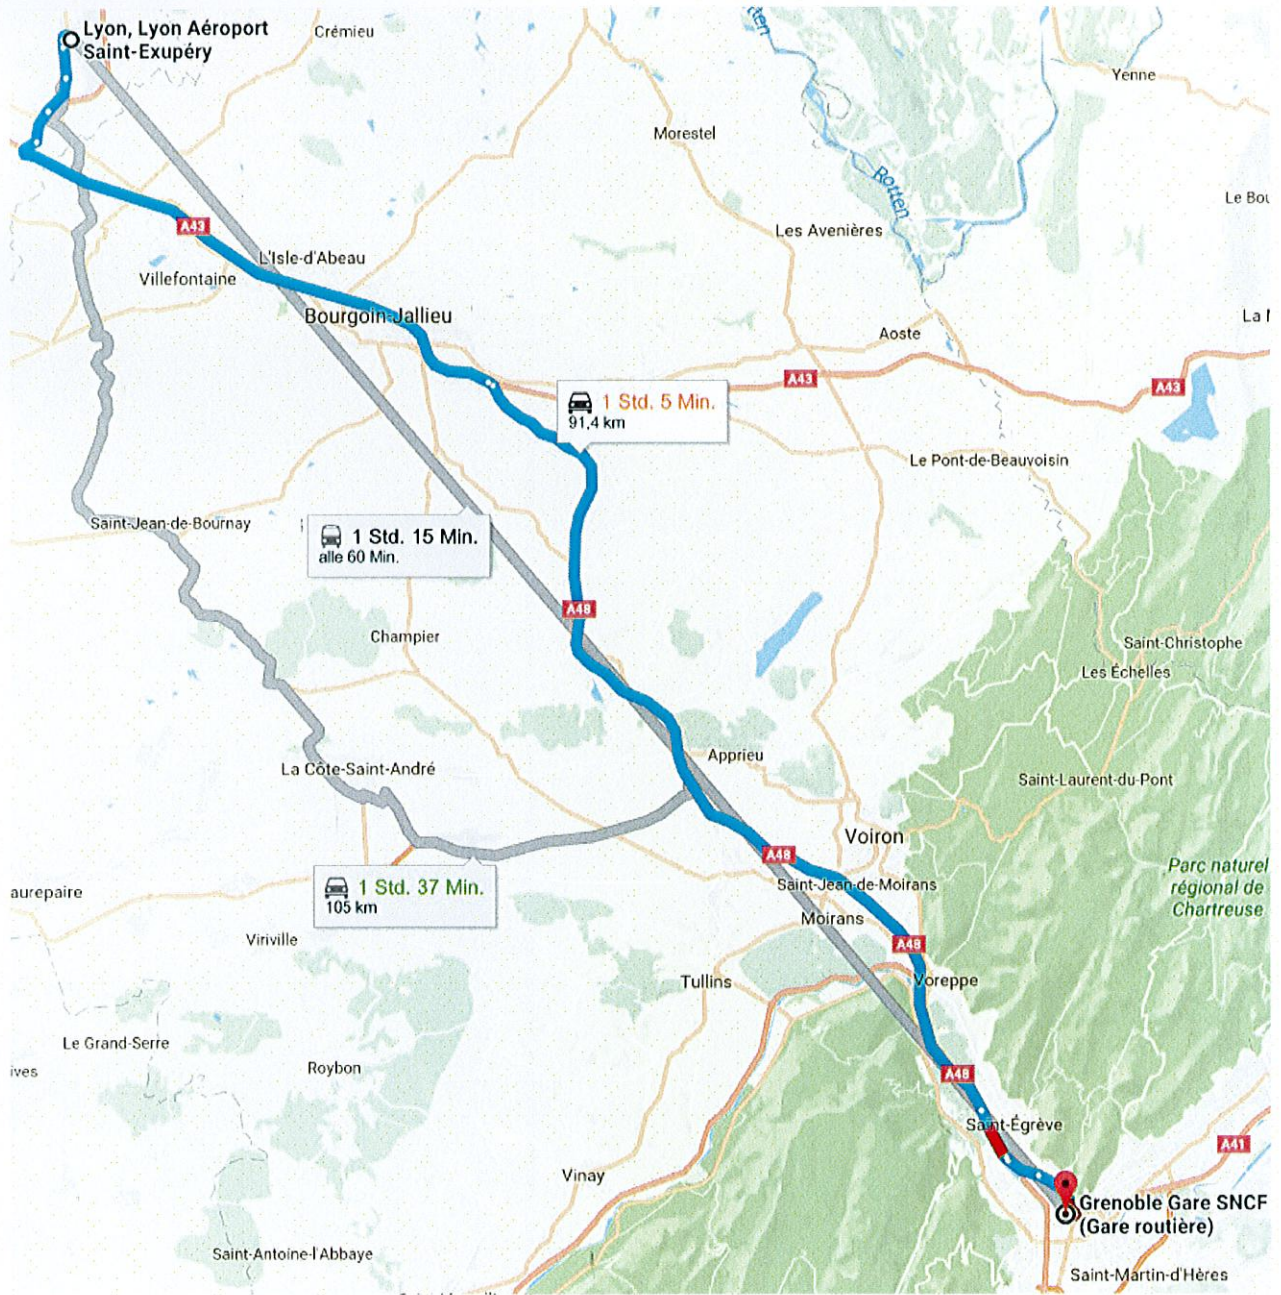 Lyon, Lyon Aéroport
Saint-Exupéry
Crémieu
Yenne
Morestel
Rotten
Le Bou
Les Avenières
A43
L'Isle-d'Abeau
Villefontaine
Bourgoin-Jallieu
La
Aoste
A43
A43
1 Std. 5 Min.
91,4 km
Le Pont-de-Beauvoisin
Saint-Jean-de-Bournay
1 Std. 15 Min.
alle 60 Min.
A48
Champier
Saint-Christophe
Les Échelles
Apprieu
La Côte-Saint-André
Saint-Laurent-du-Pont
Voiron
A48
Parc naturel
régional de
Chartreuse
1 Std. 37 Min.
105 km
Saint-Jean-de-Moirans
aurepaire
Moirans
Viriville
A48
Tullins
Voreppe
Le Grand-Serre
ives
Roybon
A48
Saint-Égrève
A41
Vinay
Grenoble Gare SNCF
(Gare routière)
Saint-Antoine-l'Abbaye
Saint-Martin-d'Hères